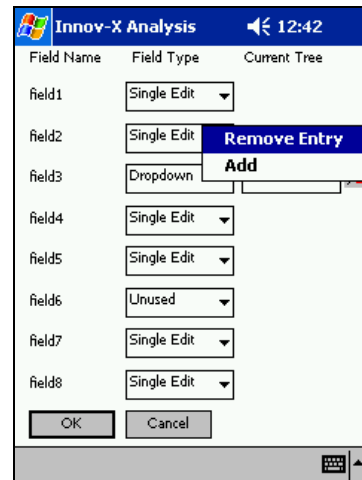 Innov-X Analysis 12:42
Field Name Field Type Current Tree
field1 Single Edit
field2 Single Edit
Remove Entry
Add
field3 Dropdown
field4 Single Edit
field5 Single Edit
field6 Unused
field7 Single Edit
field8 Single Edit
OK Cancel